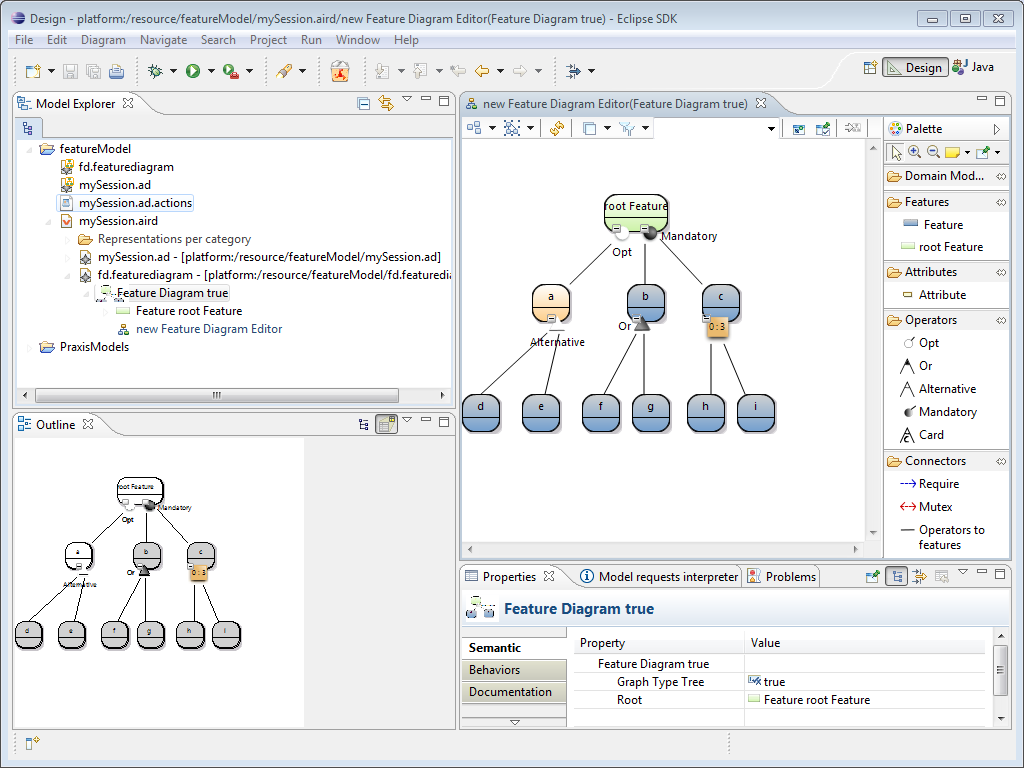 Design - platform:/resource/featureModel/mySession.aird/new Feature Diagram Editor(Feature Diagram true) - Eclipse SDK
File Edit Diagram Navigate Search Project Run Window Help
Design Java
Model Explorer
featureModel
fd.featurediagram
mySession.ad
mySession.ad.actions
mySession.aird
Representations per category
mySession.ad - [platform:/resource/featureModel/mySession.ad]
fd.featurediagram - [platform:/resource/featureModel/fd.featuredi
Feature Diagram true
Feature root Feature
new Feature Diagram Editor
PraxisModels
Outline
root Feature
Mandatory
Opt
a
b
c
Or
0 : 3
Alternative
d
e
f
g
h
i
new Feature Diagram Editor(Feature Diagram true)
root Feature
Mandatory
Opt
a
b
c
Or
0 : 3
Alternative
d
e
f
g
h
i
Palette
Domain Mod...
Features
Feature
root Feature
Attributes
Attribute
Operators
Opt
Or
Alternative
Mandatory
Card
Connectors
Require
Mutex
Operators to
features
Properties Model requests interpreter Problems
Feature Diagram true
Semantic
Behaviors
Documentation
Property Value
Feature Diagram true
Graph Type Tree true
Root Feature root Feature